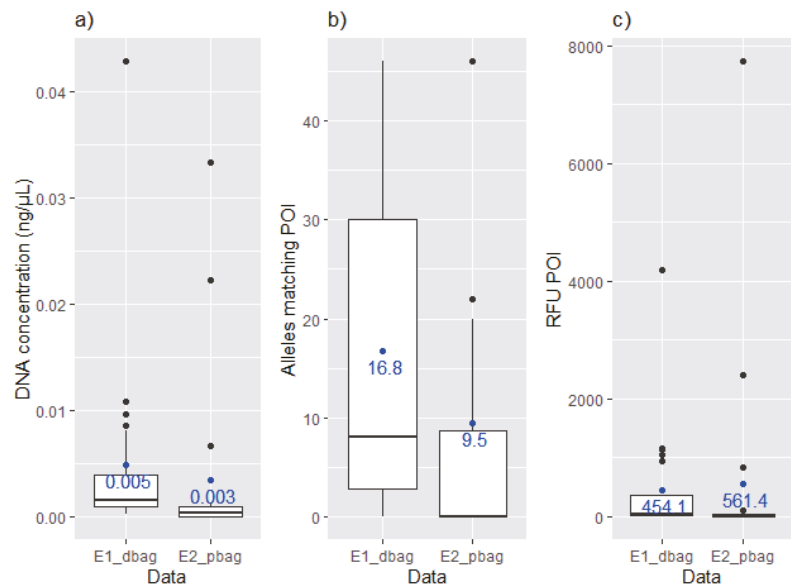 a)
DNA concentration (ng/µL)
0.04
0.03
0.02
0.01
0.00
0.005
0.003
E1_dbag
E2_pbag
Data
b)
Alleles matching POI
40
30
20
10
0
16.8
9.5
E1_dbag
E2_pbag
Data
c)
RFU POI
8000
6000
4000
2000
0
454.1
561.4
E1_dbag
E2_pbag
Data